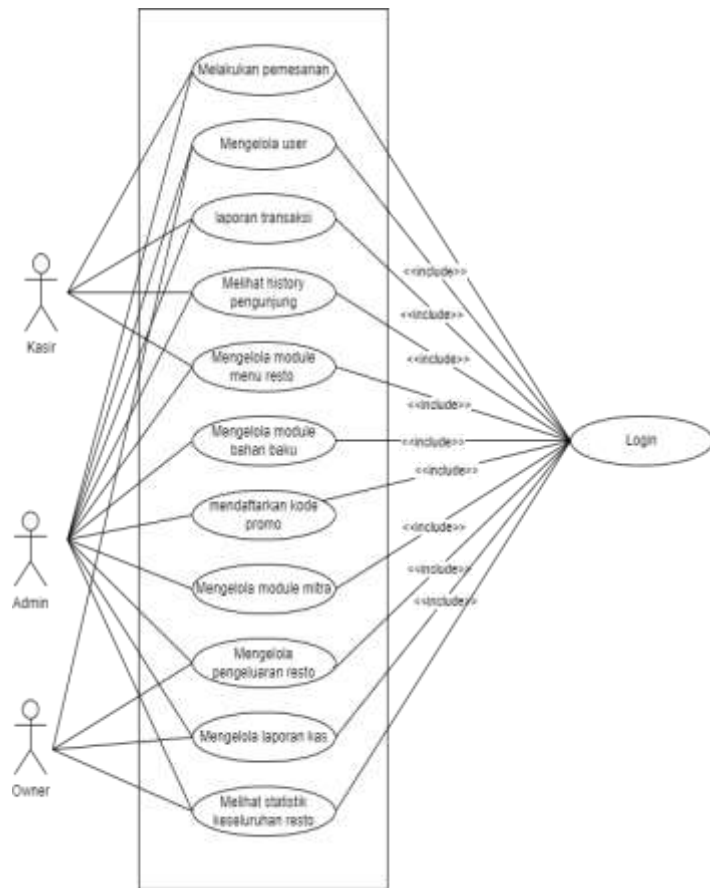 Melakukan pemesanan
Mengelola user
laporan transaksi
Melihat history
pengunjung
Mengelola module
menu resto
Mengelola module
bahan baku
mendaftarkan kode
promo
Mengelola module mitra
Mengelola
pengeluaran resto
Mengelola laporan kas
Melihat statistik
keseluruhan resto
Kasir
Admin
Owner
<<include>>
<<include>>
<<include>>
<<include>>
<<include>>
<<include>>
<<include>>
<<include>>
<<include>>
Login